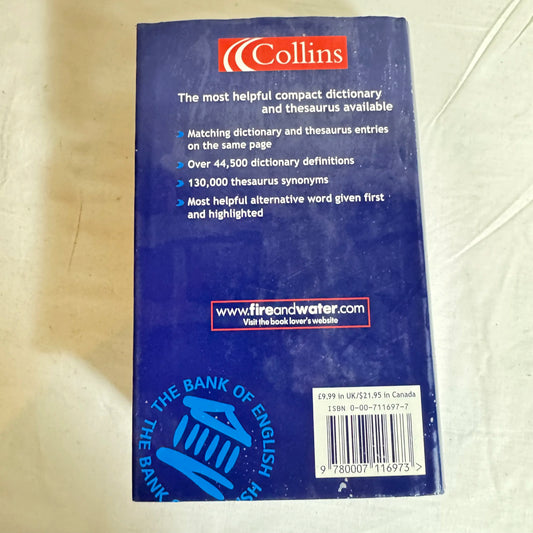 Collins
The most helpful compact dictionary
and thesaurus available
Matching dictionary and thesaurus entries
on the same page
Over 44,500 dictionary definitions
130,000 thesaurus synonyms
Most helpful alternative word given first
and highlighted
www.fireandwater.com
Visit the book lover's website
THE BANK OF ENGLISH
THE BANK
£9.99 in UK/$21.95 in Canada
ISBN 0-00-711697-7
9 780007 116973 >